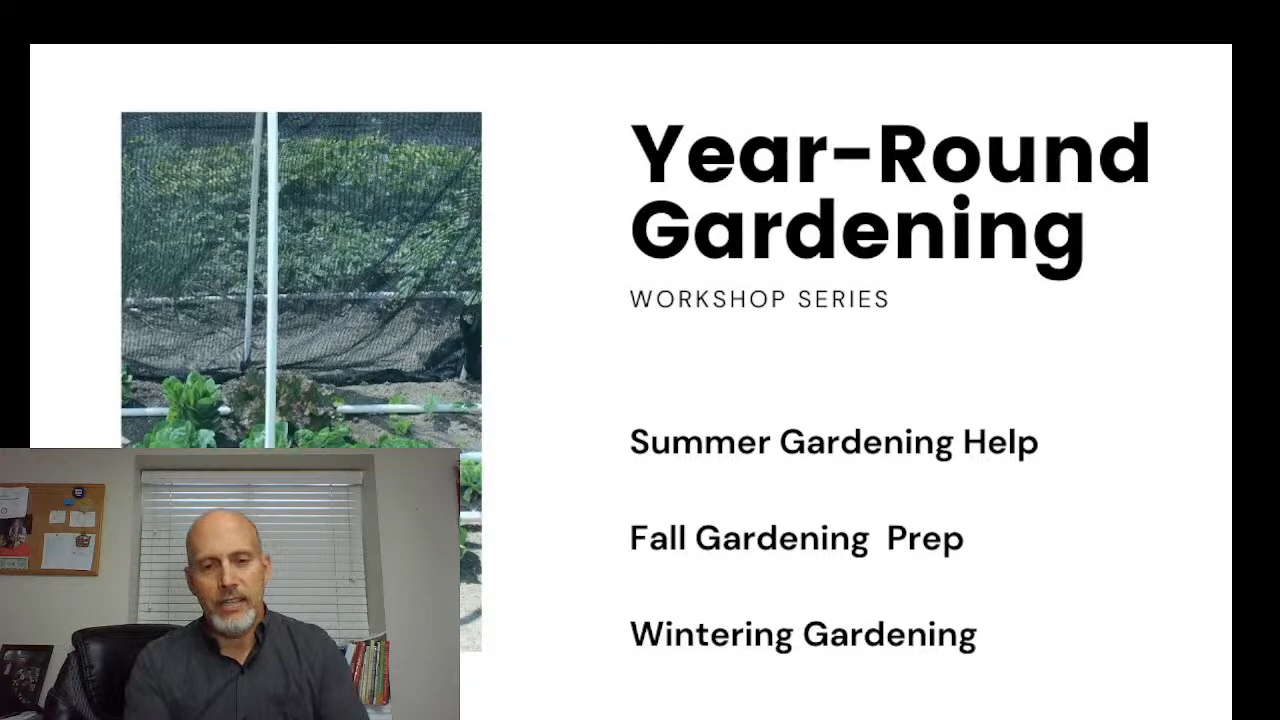 Year-Round
Gardening
WORKSHOP SERIES
Summer Gardening Help
Fall Gardening  Prep
Wintering Gardening